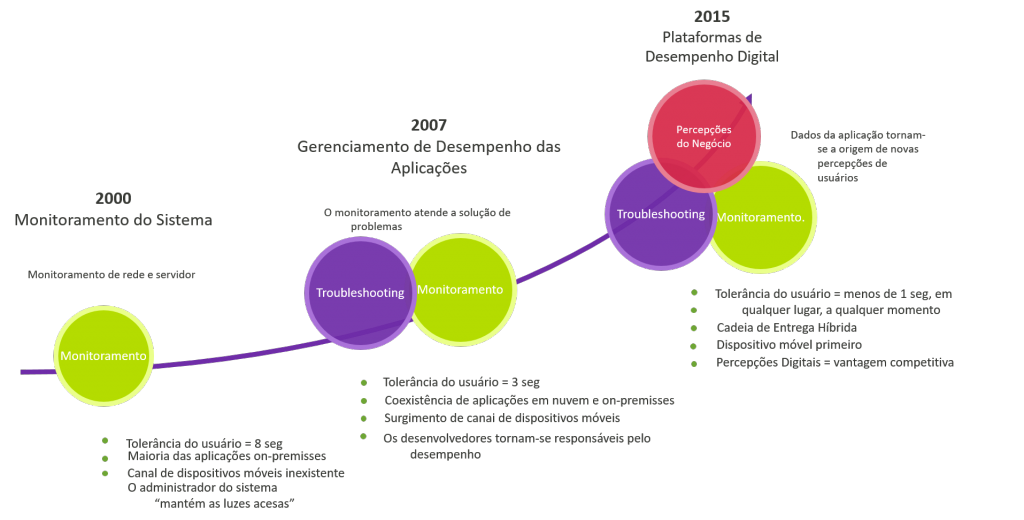 2000
Monitoramento do Sistema
Monitoramento de rede e servidor
Monitoramento
Tolerância do usuário = 8 seg
Maioria das aplicações on-premisses
Canal de dispositivos móveis inexistente
O administrador do sistema
“mantém as luzes acesas”
2007
Gerenciamento de Desempenho das
Aplicações
O monitoramento atende a solução de
problemas
Troubleshooting
Monitoramento
Tolerância do usuário = 3 seg
Coexistência de aplicações em nuvem e on-premisses
Surgimento de canai de dispositivos móveis
Os desenvolvedores tornam-se responsáveis pelo
desempenho
2015
Plataformas de
Desempenho Digital
Percepções
do Negócio
Dados da aplicação tornam-
se a origem de novas
percepções de
usuários
Troubleshooting
Monitoramento.
Tolerância do usuário = menos de 1 seg, em
qualquer lugar, a qualquer momento
Cadeia de Entrega Híbrida
Dispositivo móvel primeiro
Percepções Digitais = vantagem competitiva